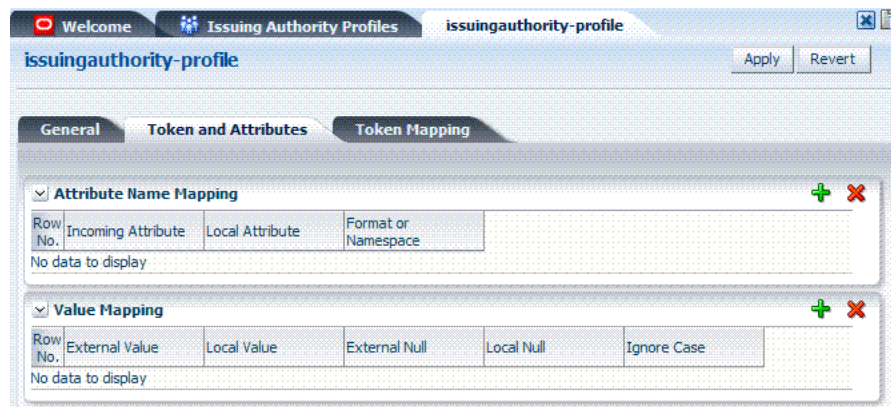 Welcome
Issuing Authority Profiles
issuingauthority-profile
issuingauthority-profile
Apply
Revert
General
Token and Attributes
Token Mapping
Attribute Name Mapping
Row No.
Incoming Attribute
Local Attribute
Format or Namespace
No data to display
Value Mapping
Row No.
External Value
Local Value
External Null
Local Null
Ignore Case
No data to display